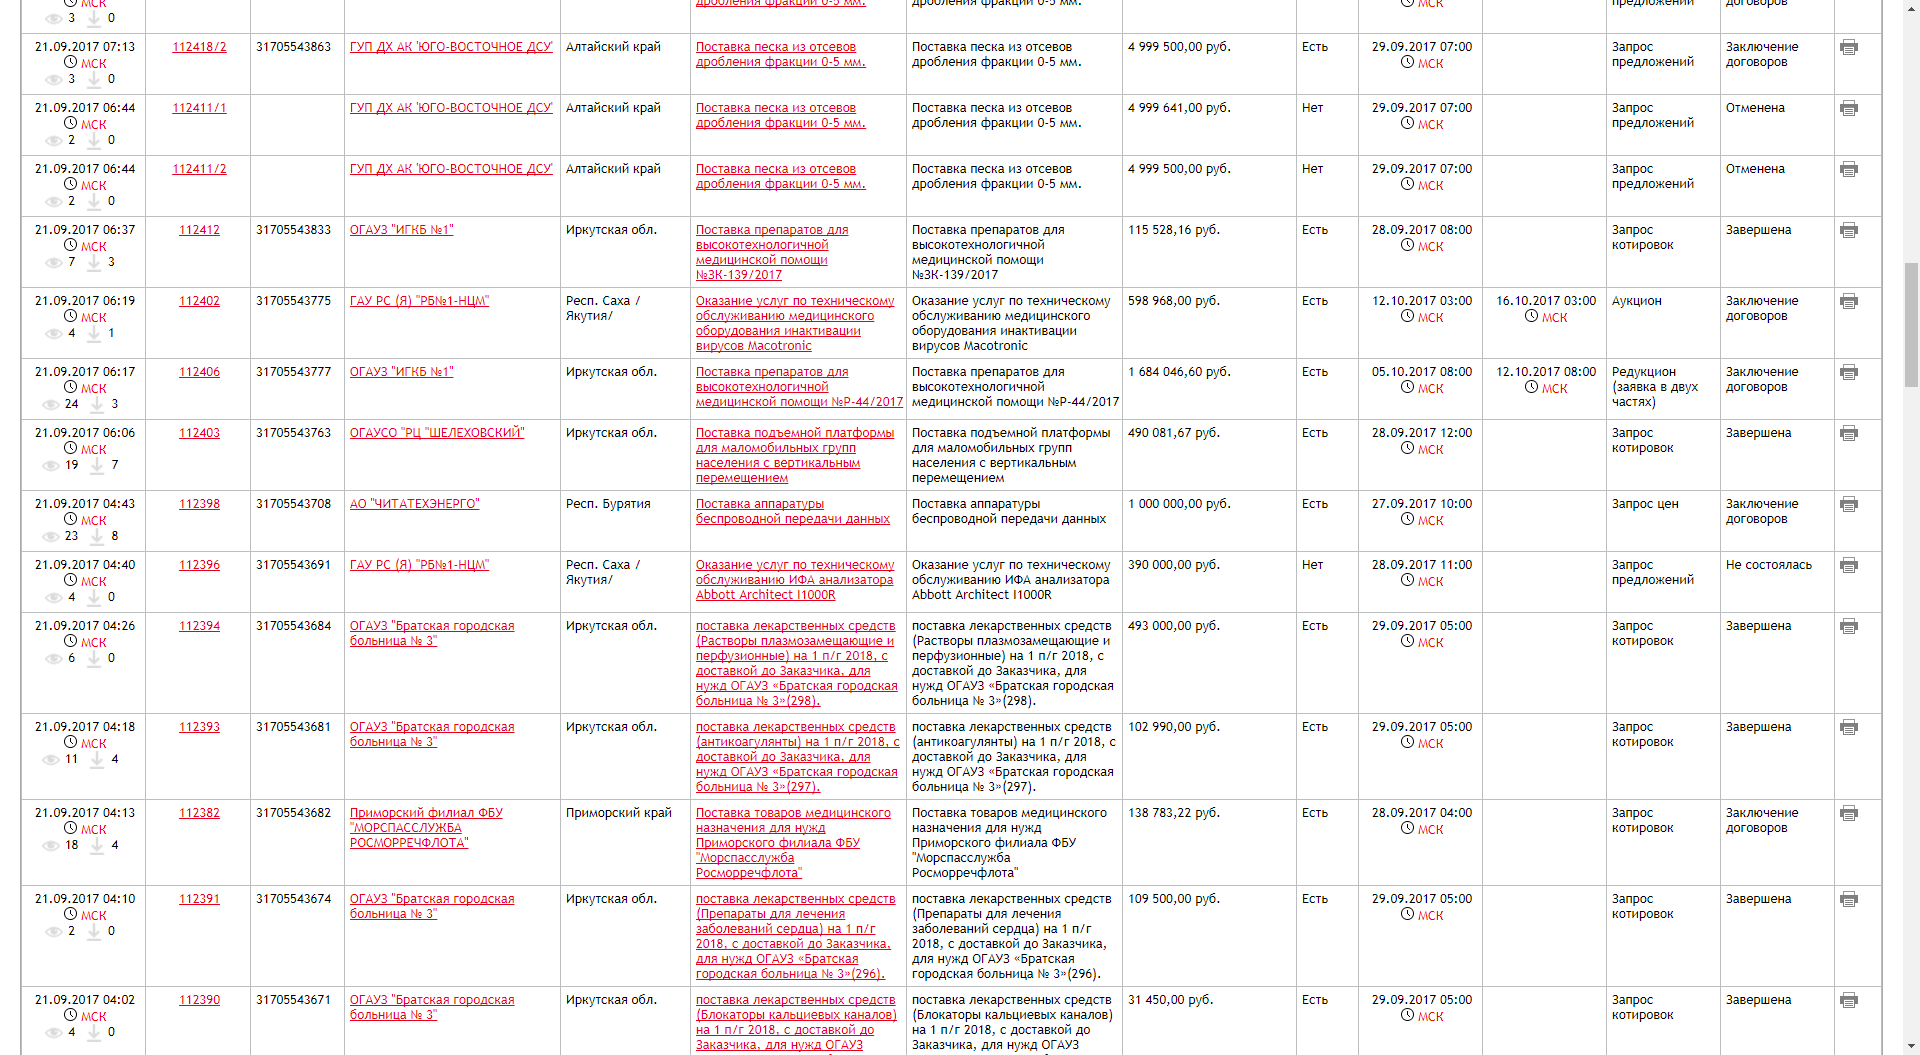 МСК дробления фракции 0-5 мм. дробления фракции 0-5 мм. МСК предложений договоров
3 0
21.09.2017 07:13 112418/2 31705543863 ГУП ДХ АК 'ЮГО-ВОСТОЧНОЕ ДСУ' Алтайский край Поставка песка из отсевов Поставка песка из отсевов 4 999 500,00 руб. Есть 29.09.2017 07:00 Запрос Заключение
МСК дробления фракции 0-5 мм. дробления фракции 0-5 мм. МСК предложений договоров
3 0
21.09.2017 06:44 112411/1 ГУП ДХ АК 'ЮГО-ВОСТОЧНОЕ ДСУ' Алтайский край Поставка песка из отсевов Поставка песка из отсевов 4 999 641,00 руб. Нет 29.09.2017 07:00 Запрос Отменена
МСК дробления фракции 0-5 мм. дробления фракции 0-5 мм. МСК предложений
2 0
21.09.2017 06:44 112411/2 ГУП ДХ АК 'ЮГО-ВОСТОЧНОЕ ДСУ' Алтайский край Поставка песка из отсевов Поставка песка из отсевов 4 999 500,00 руб. Нет 29.09.2017 07:00 Запрос Отменена
МСК дробления фракции 0-5 мм. дробления фракции 0-5 мм. МСК предложений
2 0
21.09.2017 06:37 112412 31705543833 ОГАУЗ "ИГКБ №1" Иркутская обл. Поставка препаратов для Поставка препаратов для 115 528,16 руб. Есть 28.09.2017 08:00 Запрос Завершена
МСК высокотехнологичной высокотехнологичной МСК котировок
7 3 медицинской помощи медицинской помощи
№ЗК-139/2017 №ЗК-139/2017
21.09.2017 06:19 112402 31705543775 ГАУ РС (Я) "РБ№1-НЦМ" Респ. Саха / Оказание услуг по техническому Оказание услуг по техническому 598 968,00 руб. Есть 12.10.2017 03:00 16.10.2017 03:00 Аукцион Заключение
МСК Якутия/ обслуживанию медицинского обслуживанию медицинского МСК МСК договоров
4 1 оборудования инактивации оборудования инактивации
вирусов Macotronic вирусов Macotronic
21.09.2017 06:17 112406 31705543777 ОГАУЗ "ИГКБ №1" Иркутская обл. Поставка препаратов для Поставка препаратов для 1 684 046,60 руб. Есть 05.10.2017 08:00 12.10.2017 08:00 Редукцион Заключение
МСК высокотехнологичной высокотехнологичной МСК МСК (заявка в двух договоров
24 3 медицинской помощи №Р-44/2017 медицинской помощи №Р-44/2017 частях)
21.09.2017 06:06 112403 31705543763 ОГАУСО "РЦ "ШЕЛЕХОВСКИЙ" Иркутская обл. Поставка подъемной платформы Поставка подъемной платформы 490 081,67 руб. Есть 28.09.2017 12:00 Запрос Завершена
МСК для маломобильных групп для маломобильных групп МСК котировок
19 7 населения с вертикальным населения с вертикальным
перемещением перемещением
21.09.2017 04:43 112398 31705543708 АО "ЧИТАТЕХЭНЕРГО" Респ. Бурятия Поставка аппаратуры Поставка аппаратуры 1 000 000,00 руб. Есть 27.09.2017 10:00 Запрос цен Заключение
МСК беспроводной передачи данных беспроводной передачи данных МСК договоров
23 8
21.09.2017 04:40 112396 31705543691 ГАУ РС (Я) "РБ№1-НЦМ" Респ. Саха / Оказание услуг по техническому Оказание услуг по техническому 390 000,00 руб. Нет 28.09.2017 11:00 Запрос Не состоялась
МСК Якутия/ обслуживанию ИФА анализатора обслуживанию ИФА анализатора МСК предложений
4 0 Abbott Architect I1000R Abbott Architect I1000R
21.09.2017 04:26 112394 31705543684 ОГАУЗ "Братская городская Иркутская обл. поставка лекарственных средств поставка лекарственных средств 493 000,00 руб. Есть 29.09.2017 05:00 Запрос Завершена
МСК больница № 3" (Растворы плазмозамещающие и (Растворы плазмозамещающие и МСК котировок
6 0 перфузионные) на 1 п/г 2018, с перфузионные) на 1 п/г 2018, с
доставкой до Заказчика, для доставкой до Заказчика, для
нужд ОГАУЗ «Братская городская нужд ОГАУЗ «Братская городская
больница № 3»(298). больница № 3»(298).
21.09.2017 04:18 112393 31705543681 ОГАУЗ "Братская городская Иркутская обл. поставка лекарственных средств поставка лекарственных средств 102 990,00 руб. Есть 29.09.2017 05:00 Запрос Завершена
МСК больница № 3" (антикоагулянты) на 1 п/г 2018, с (антикоагулянты) на 1 п/г 2018, с МСК котировок
11 4 доставкой до Заказчика, для доставкой до Заказчика, для
нужд ОГАУЗ «Братская городская нужд ОГАУЗ «Братская городская
больница № 3»(297). больница № 3»(297).
21.09.2017 04:13 112382 31705543682 Приморский филиал ФБУ Приморский край Поставка товаров медицинского Поставка товаров медицинского 138 783,22 руб. Есть 28.09.2017 04:00 Запрос Заключение
МСК "МОРСПАССЛУЖБА назначения для нужд назначения для нужд МСК котировок договоров
18 4 РОСМОРРЕЧФЛОТА" Приморского филиала ФБУ Приморского филиала ФБУ
"Морспасслужба "Морспасслужба
Росморречфлота" Росморречфлота"
21.09.2017 04:10 112391 31705543674 ОГАУЗ "Братская городская Иркутская обл. поставка лекарственных средств поставка лекарственных средств 109 500,00 руб. Есть 29.09.2017 05:00 Запрос Завершена
МСК больница № 3" (Препараты для лечения (Препараты для лечения МСК котировок
2 0 заболеваний сердца) на 1 п/г заболеваний сердца) на 1 п/г
2018, с доставкой до Заказчика, 2018, с доставкой до Заказчика,
для нужд ОГАУЗ «Братская для нужд ОГАУЗ «Братская
городская больница № 3»(296). городская больница № 3»(296).
21.09.2017 04:02 112390 31705543671 ОГАУЗ "Братская городская Иркутская обл. поставка лекарственных средств поставка лекарственных средств 31 450,00 руб. Есть 29.09.2017 05:00 Запрос Завершена
МСК больница № 3" (Блокаторы кальциевых каналов) (Блокаторы кальциевых каналов) МСК котировок
4 0 на 1 п/г 2018, с доставкой до на 1 п/г 2018, с доставкой до
Заказчика, для нужд ОГАУЗ Заказчика, для нужд ОГАУЗ